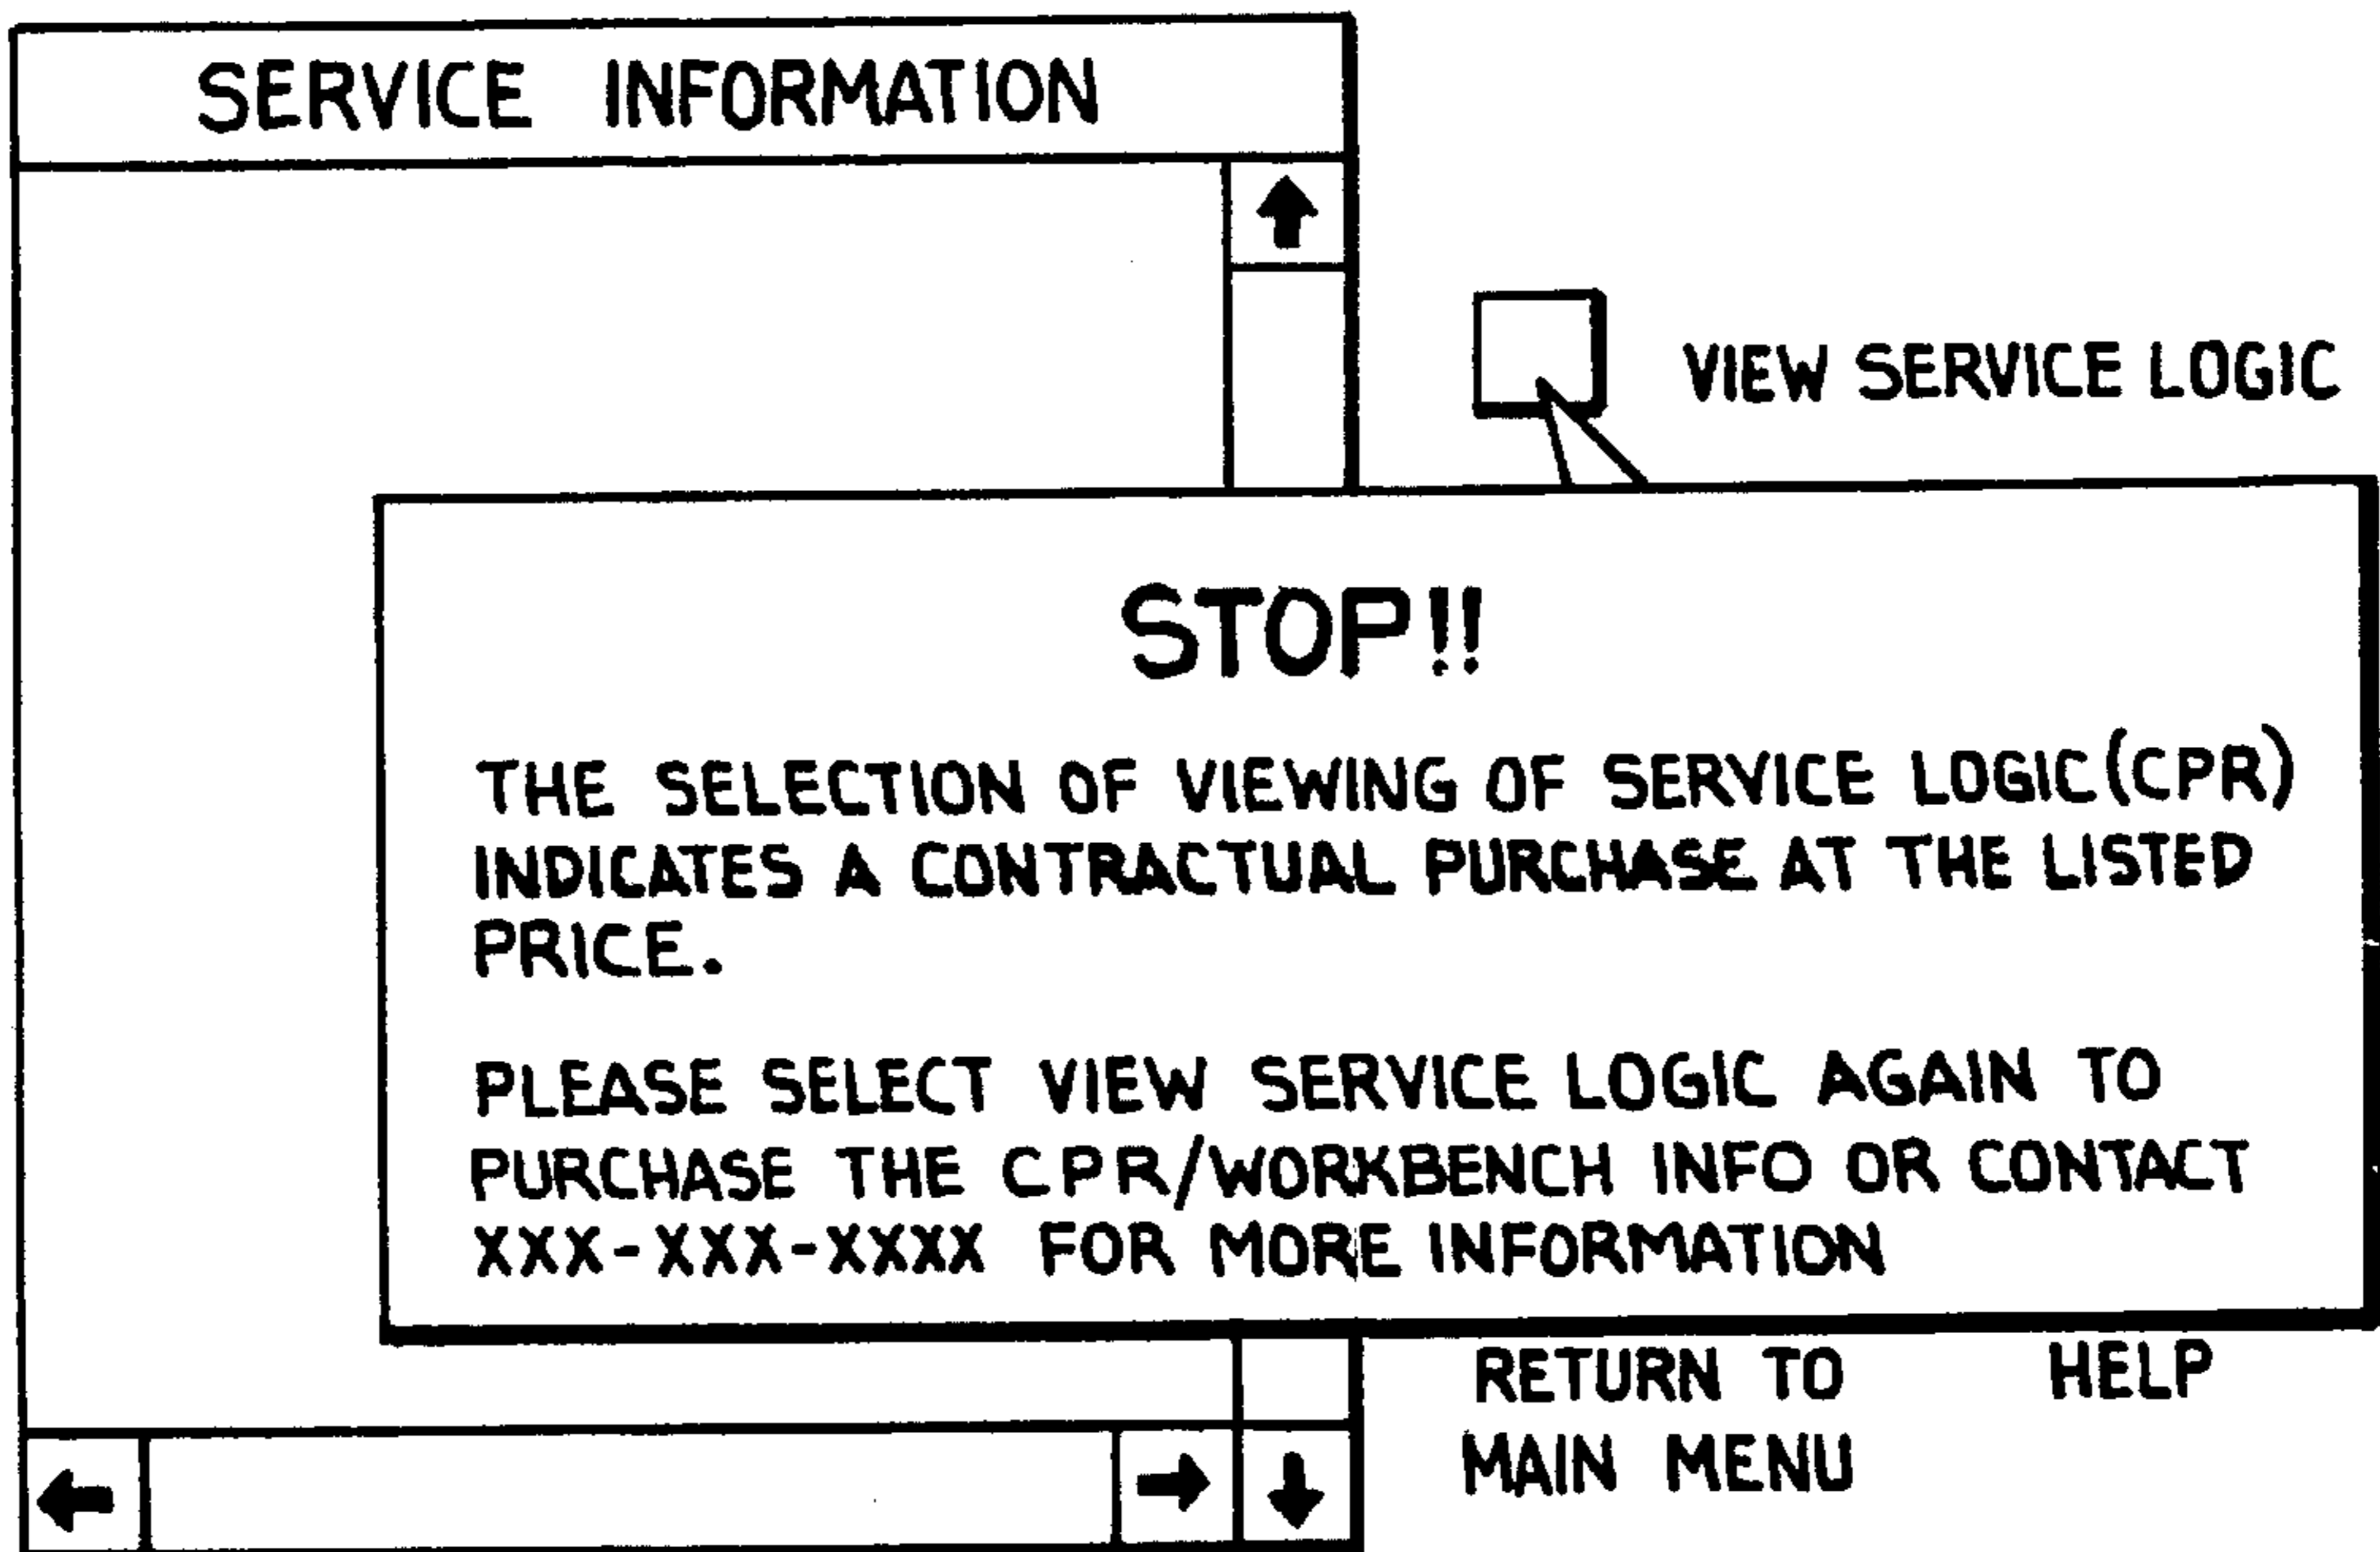 SERVICE INFORMATION
VIEW SERVICE LOGIC
STOP!!
THE SELECTION OF VIEWING OF SERVICE LOGIC (CPR)
INDICATES A CONTRACTUAL PURCHASE AT THE LISTED
PRICE.
PLEASE SELECT VIEW SERVICE LOGIC AGAIN TO
PURCHASE THE CPR/WORKBENCH INFO OR CONTACT
XXX-XXX-XXXX FOR MORE INFORMATION
RETURN TO HELP
MAIN MENU